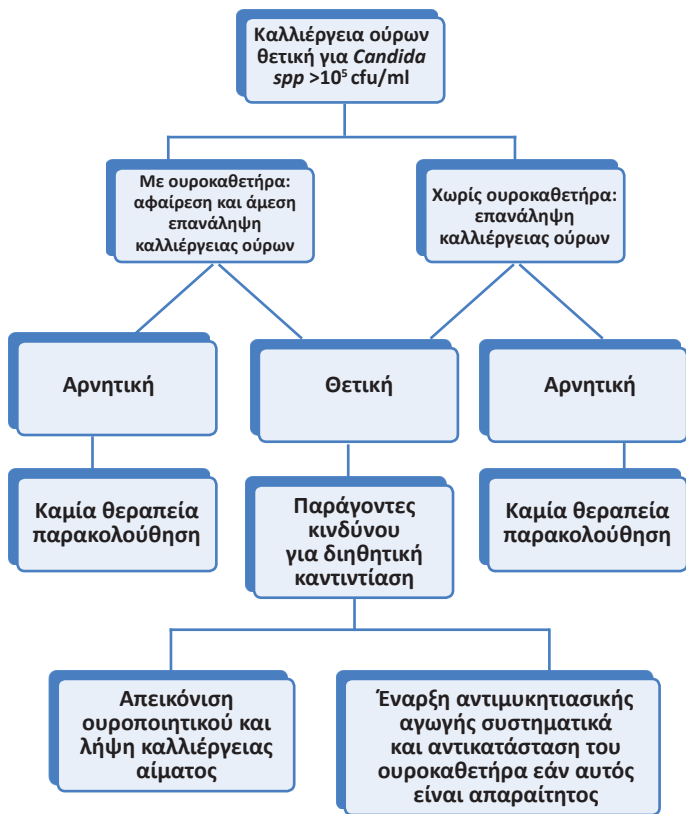 Καλλιέργεια ούρων
θετική για Candida
spp >10⁵ cfu/ml
Με ουροκαθετήρα:
αφαίρεση και άμεση
επανάληψη
καλλιέργειας ούρων
Χωρίς ουροκαθετήρα:
επανάληψη
καλλιέργειας ούρων
Αρνητική
Θετική
Αρνητική
Καμία θεραπεία
παρακολούθηση
Παράγοντες
κινδύνου
για διηθητική
καντιντίαση
Καμία θεραπεία
παρακολούθηση
Απεικόνιση
ουροποιητικού και
λήψη καλλιέργειας
αίματος
Έναρξη αντιμυκητιασικής
αγωγής συστηματικά
και αντικατάσταση του
ουροκαθετήρα εάν αυτός
είναι απαραίτητος